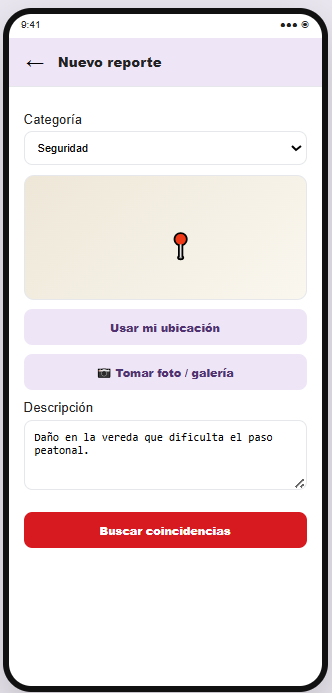 9:41
← Nuevo reporte
Categoría
Seguridad
Usar mi ubicación
📷 Tomar foto / galería
Descripción
Daño en la vereda que dificulta el paso
peatonal.
Buscar coincidencias